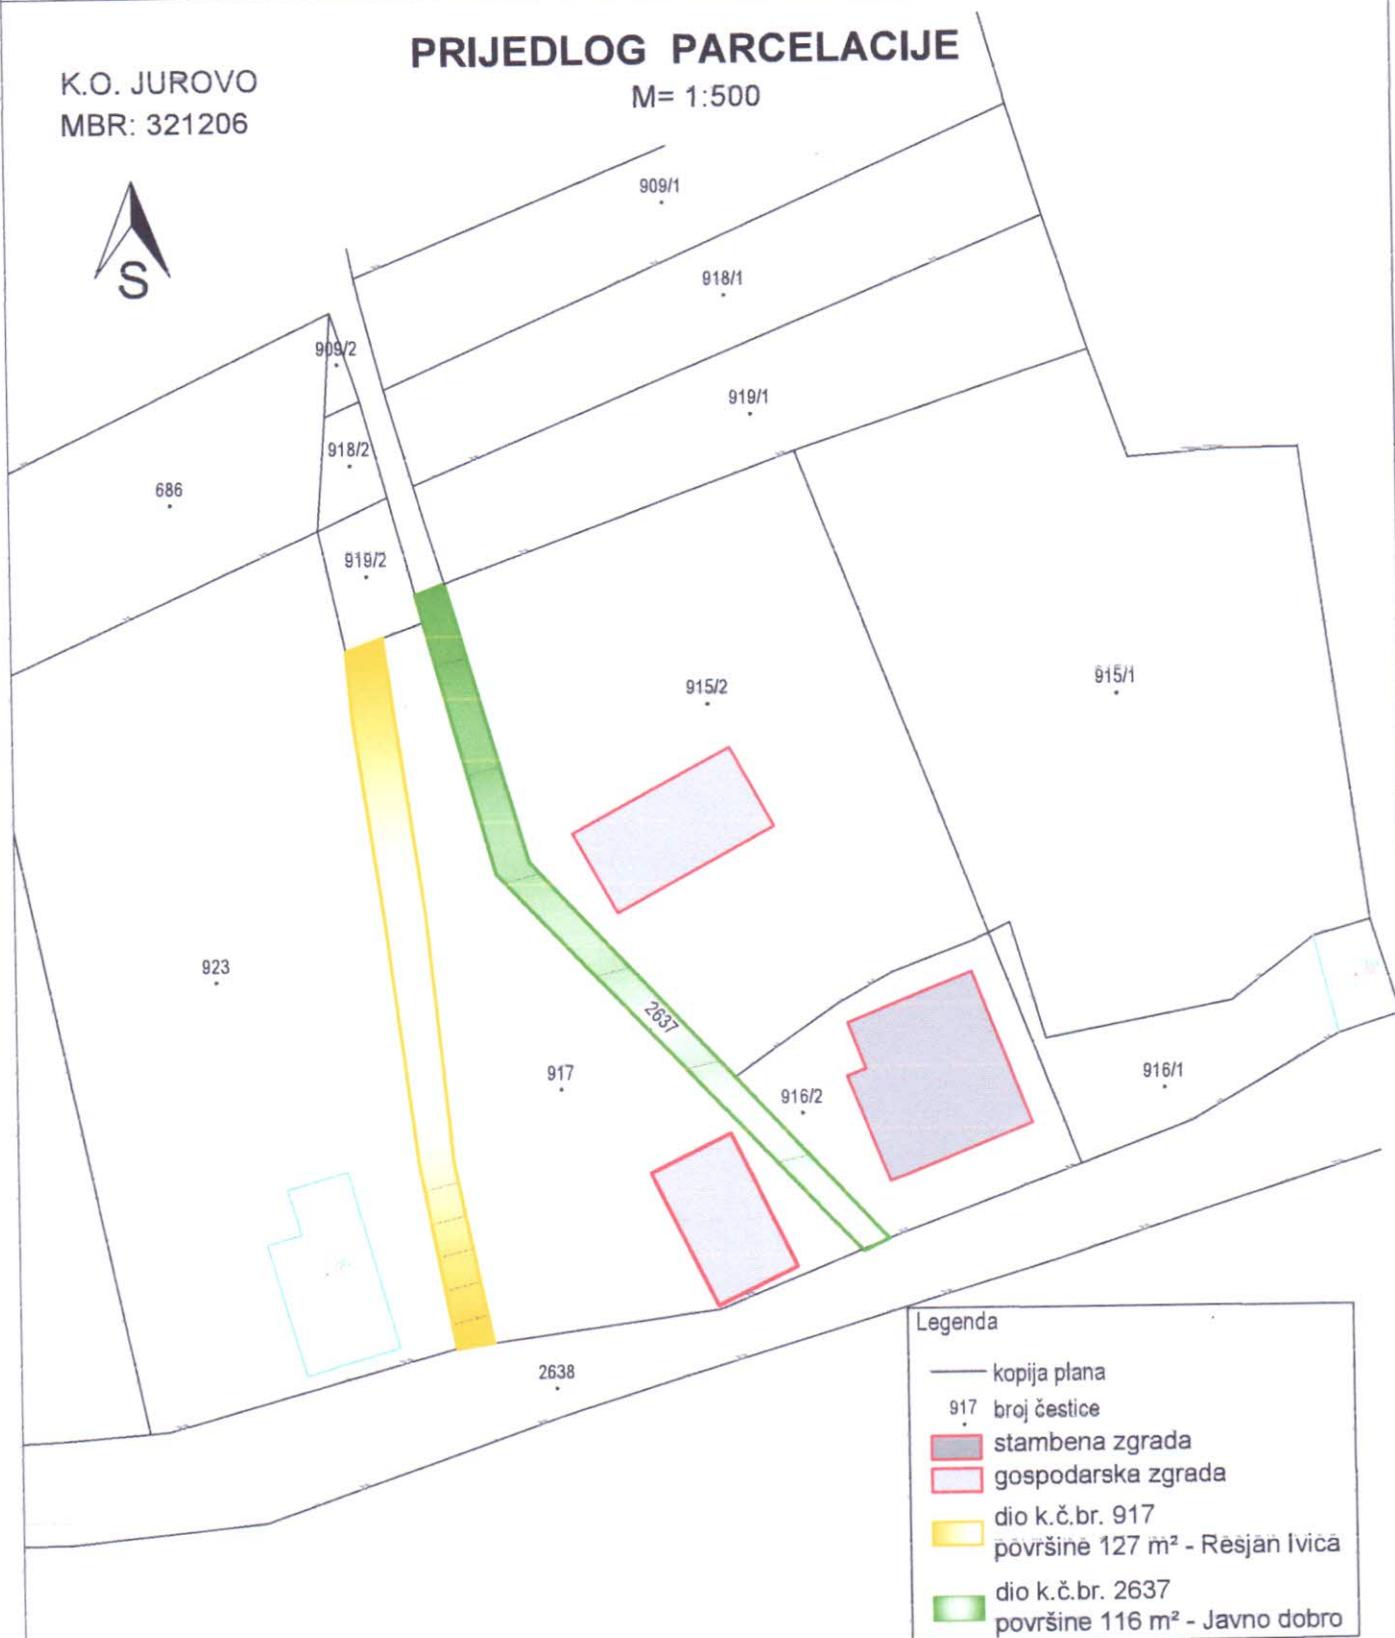 PRIJEDLOG PARCELACIJE
M= 1:500
K.O. JUROVO
MBR: 321206
S
909/1
918/1
909/2
919/1
918/2
686
919/2
915/2
915/1
923
2637
917
916/2
916/1
2638
Legenda
kopija plana
917 broj čestice
stambena zgrada
gospodarska zgrada
dio k.č.br. 917
površine 127 m² - Resjan Ivica
dio k.č.br. 2637
površine 116 m² - Javno dobro